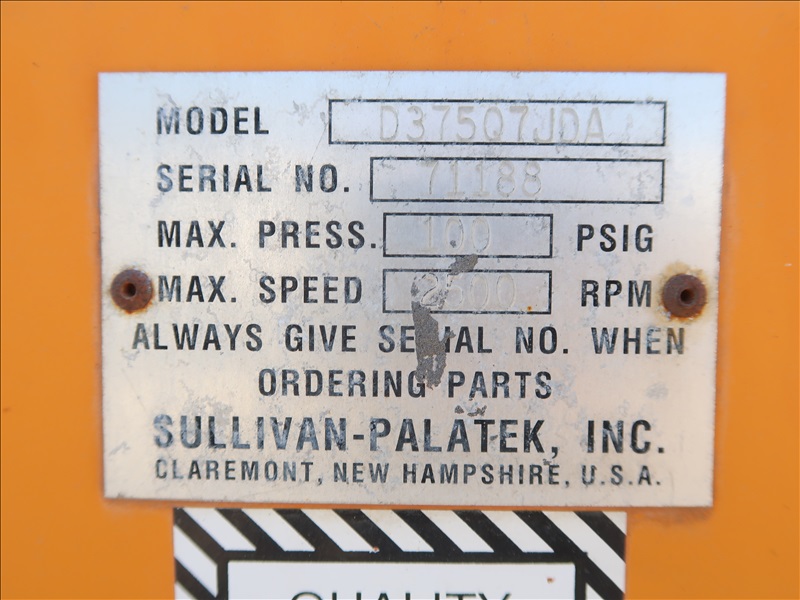 MODEL D375Q7JDA
SERIAL NO. 71188
MAX. PRESS. 100 PSIG
MAX. SPEED RPM
ALWAYS GIVE SERIAL NO. WHEN
ORDERING PARTS
SULLIVAN-PALATEK, INC.
CLAREMONT, NEW HAMPSHIRE, U.S.A.
QUALITY